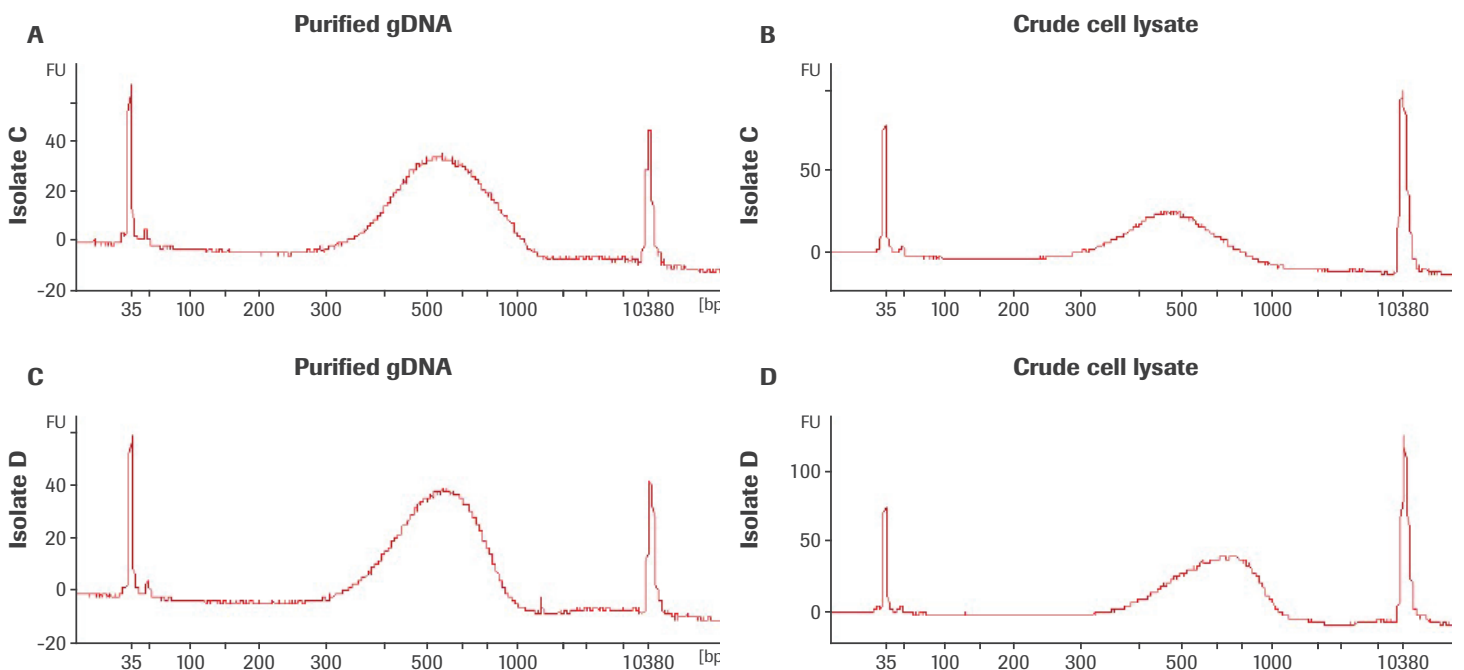 A
Purified gDNA
B
Crude cell lysate
FU
40
20
0
–20
Isolate C
35 100 200 300 500 1000 10380 [bp
FU
50
0
Isolate C
35 100 200 300 500 1000 10380
C
Purified gDNA
D
Crude cell lysate
FU
40
20
0
–20
Isolate D
35 100 200 300 500 1000 10380 [bp
FU
100
50
0
Isolate D
35 100 200 300 500 1000 10380